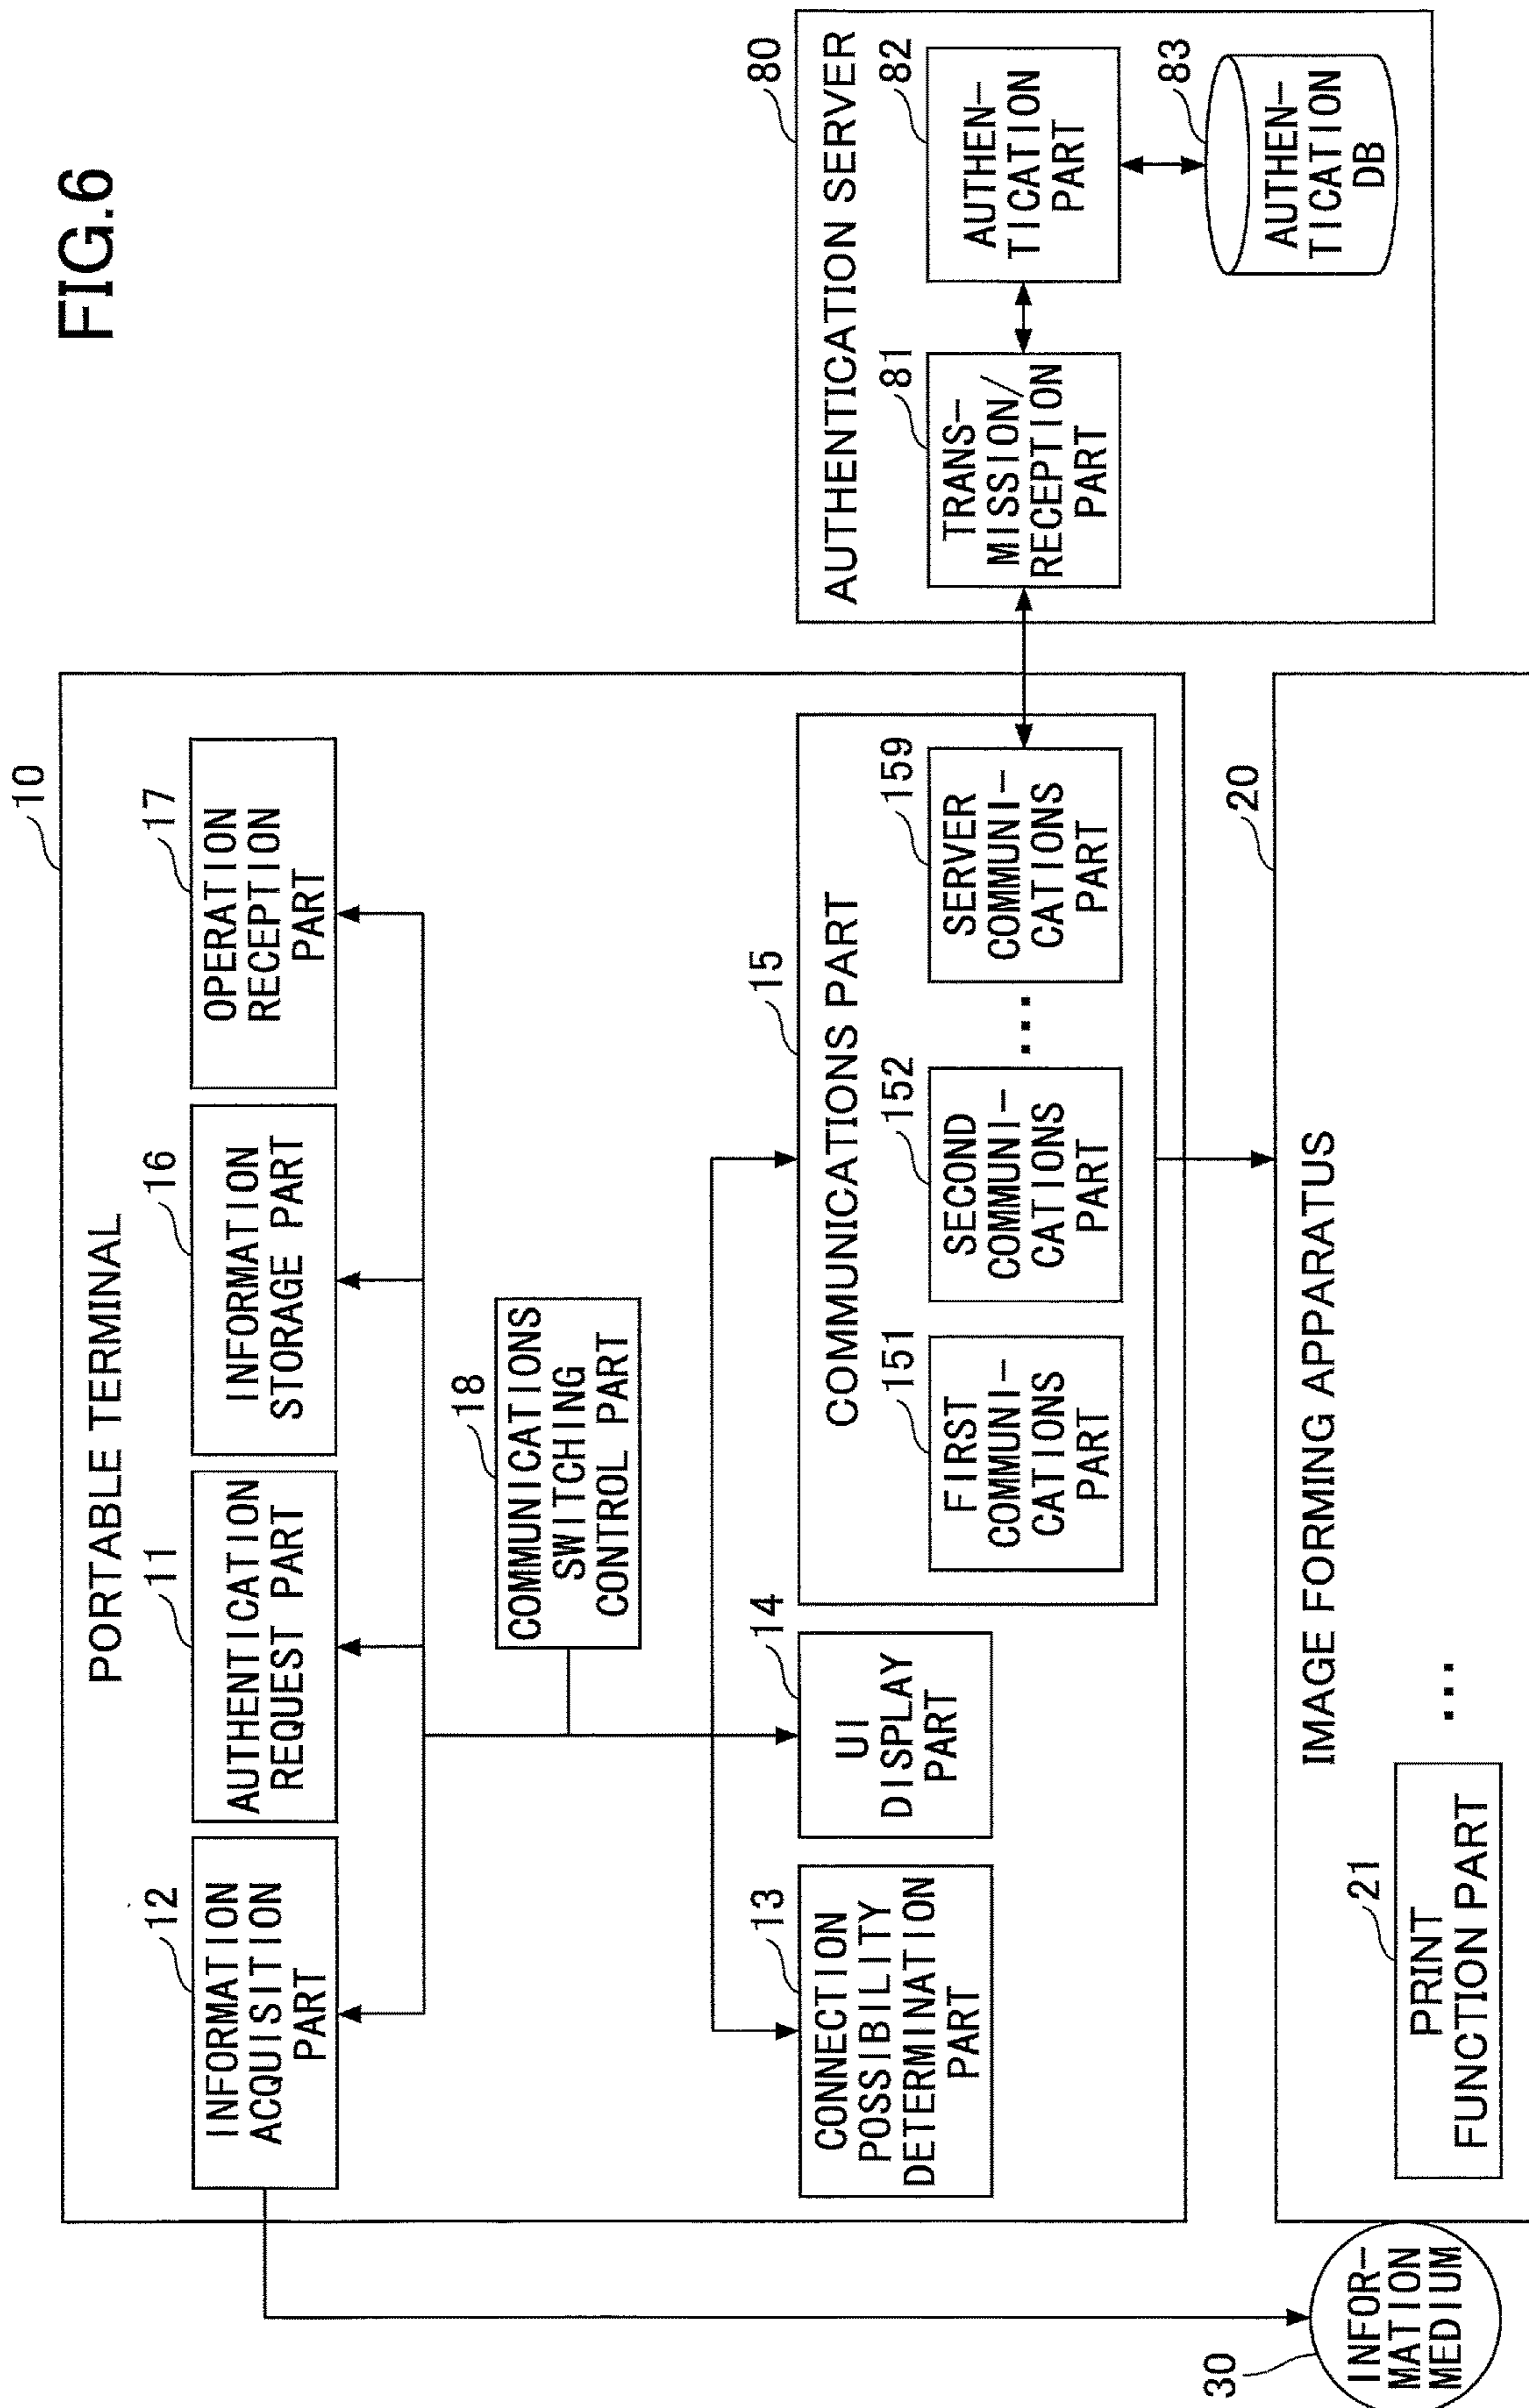 FIG.6
10
PORTABLE TERMINAL
12
INFORMATION
ACQUISITION
PART
11
AUTHENTICATION
REQUEST PART
16
INFORMATION
STORAGE PART
17
OPERATION
RECEPTION
PART
18
COMMUNICATIONS
SWITCHING
CONTROL PART
13
CONNECTION
POSSIBILITY
DETERMINATION
PART
14
UI
DISPLAY
PART
15
COMMUNICATIONS PART
151
FIRST
COMMUNI-
CATIONS
PART
152
SECOND
COMMUNI-
CATIONS
PART
...
159
SERVER
COMMUNI-
CATIONS
PART
80
AUTHENTICATION SERVER
81
TRANS-
MISSION/
RECEPTION
PART
82
AUTHEN-
TICATION
PART
83
AUTHEN-
TICATION
DB
20
IMAGE FORMING APPARATUS
21
PRINT
FUNCTION PART
...
30
INFOR-
MATION
MEDIUM